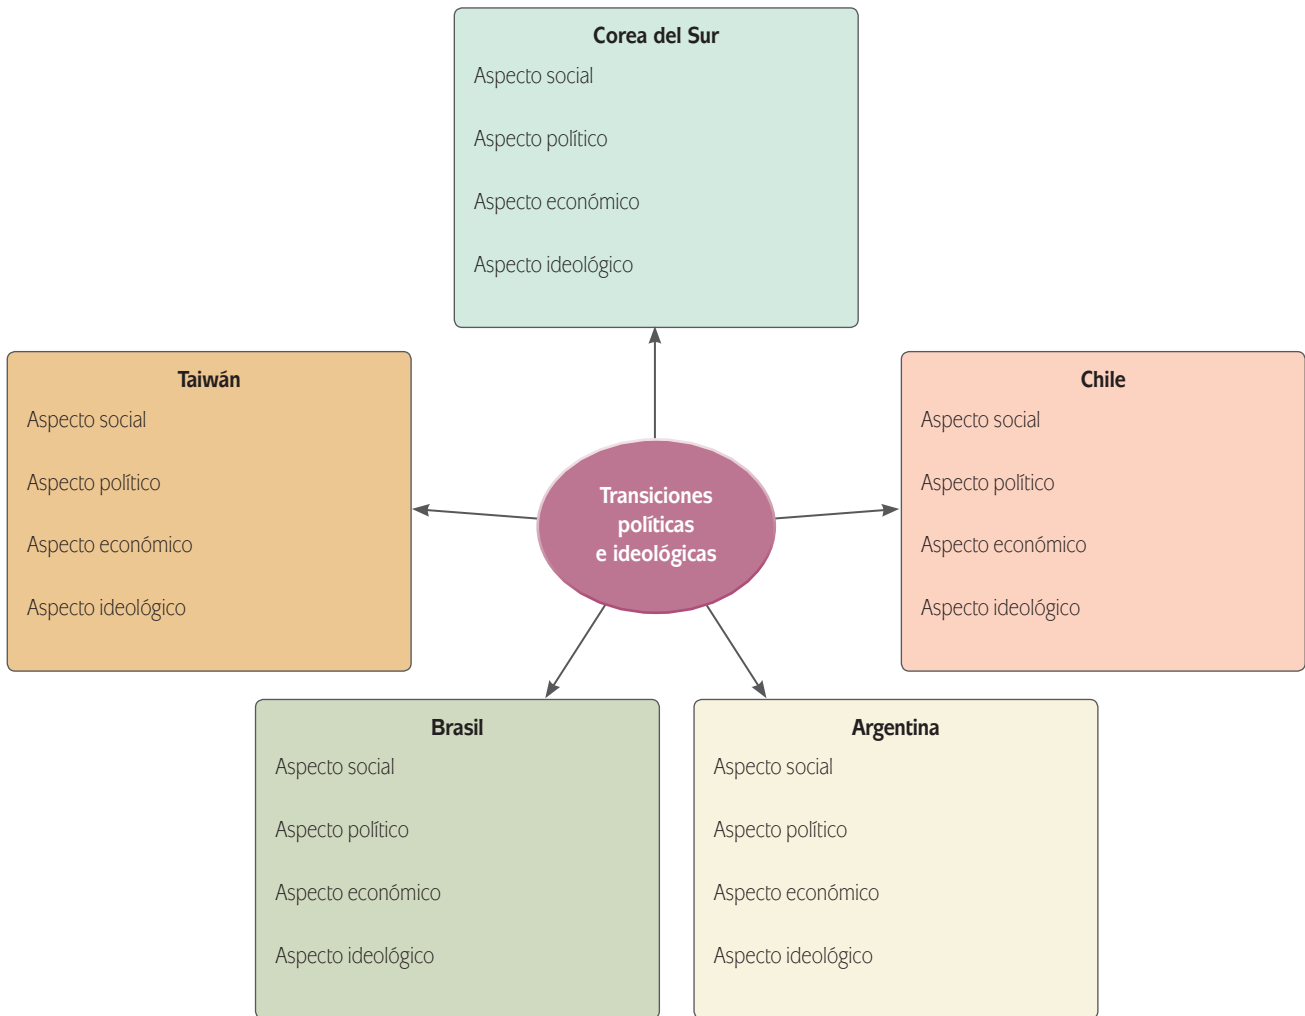 Corea del Sur
Aspecto social
Aspecto político
Aspecto económico
Aspecto ideológico
Taiwán
Aspecto social
Aspecto político
Aspecto económico
Aspecto ideológico
Transiciones
políticas
e ideológicas
Chile
Aspecto social
Aspecto político
Aspecto económico
Aspecto ideológico
Brasil
Aspecto social
Aspecto político
Aspecto económico
Aspecto ideológico
Argentina
Aspecto social
Aspecto político
Aspecto económico
Aspecto ideológico